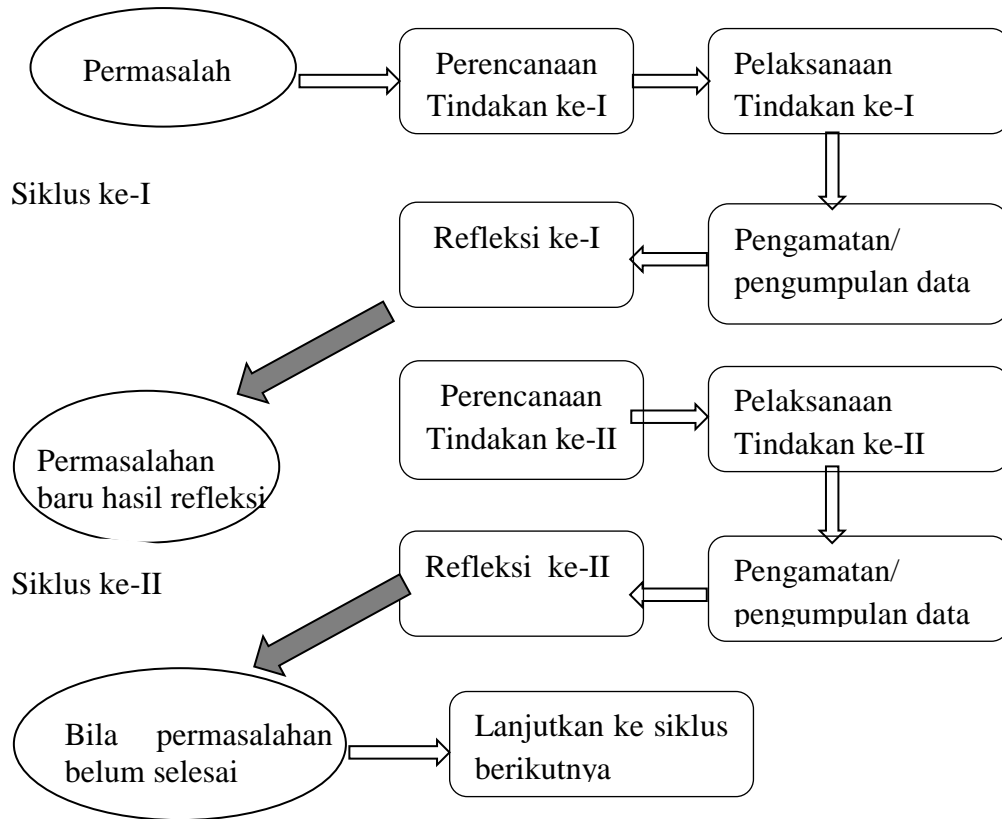 Permasalah
Perencanaan
Tindakan ke-I
Pelaksanaan
Tindakan ke-I
Siklus ke-I
Refleksi ke-I
Pengamatan/
pengumpulan data
Permasalahan
baru hasil refleksi
Perencanaan
Tindakan ke-II
Pelaksanaan
Tindakan ke-II
Siklus ke-II
Refleksi ke-II
Pengamatan/
pengumpulan data
Bila permasalahan
belum selesai
Lanjutkan ke siklus
berikutnya